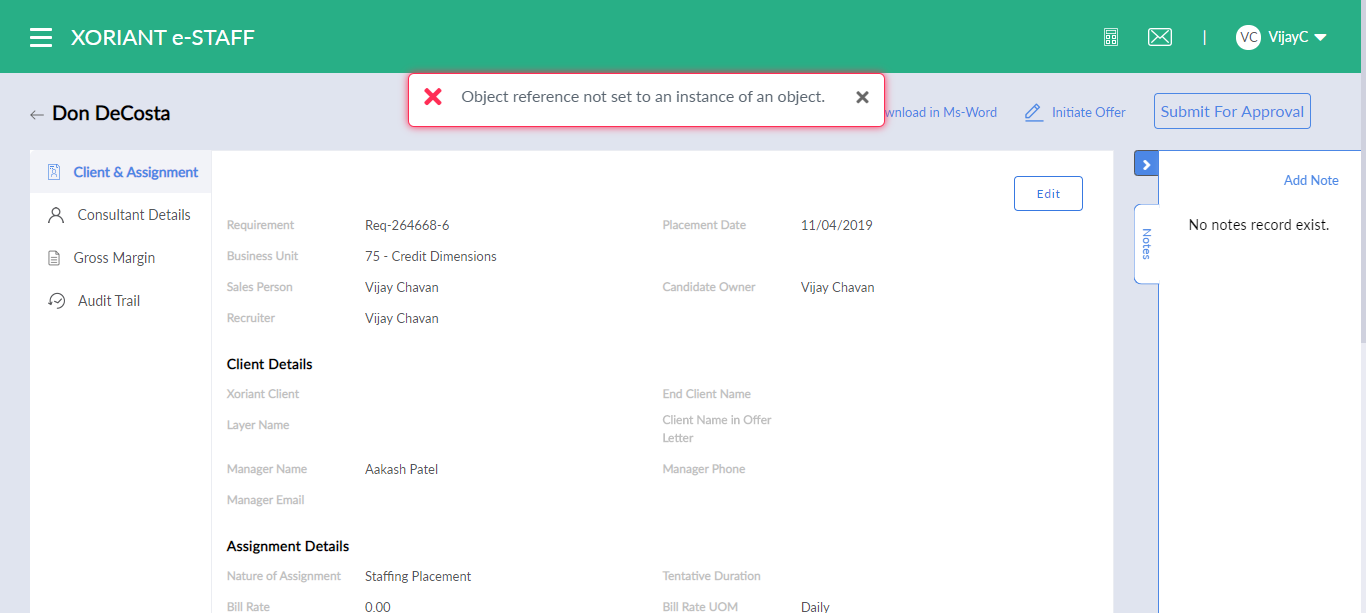 XORIANT e-STAFF
|
VC VijayC
Object reference not set to an instance of an object.
Don DeCosta
wnload in Ms-Word
Initiate Offer
Submit For Approval
Client & Assignment
Consultant Details
Gross Margin
Audit Trail
Edit
Requirement Req-264668-6 Placement Date 11/04/2019
Business Unit 75 - Credit Dimensions
Sales Person Vijay Chavan Candidate Owner Vijay Chavan
Recruiter Vijay Chavan
Client Details
Xoriant Client End Client Name
Layer Name Client Name in Offer
Letter
Manager Name Aakash Patel Manager Phone
Manager Email
Assignment Details
Nature of Assignment Staffing Placement Tentative Duration
Bill Rate 0.00 Bill Rate UOM Daily
Add Note
Notes
No notes record exist.